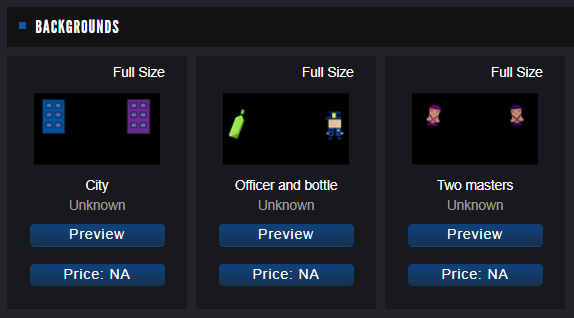 BACKGROUNDS
Full Size
Full Size
Full Size
City
Officer and bottle
Two masters
Unknown
Unknown
Unknown
Preview
Preview
Preview
Price: NA
Price: NA
Price: NA